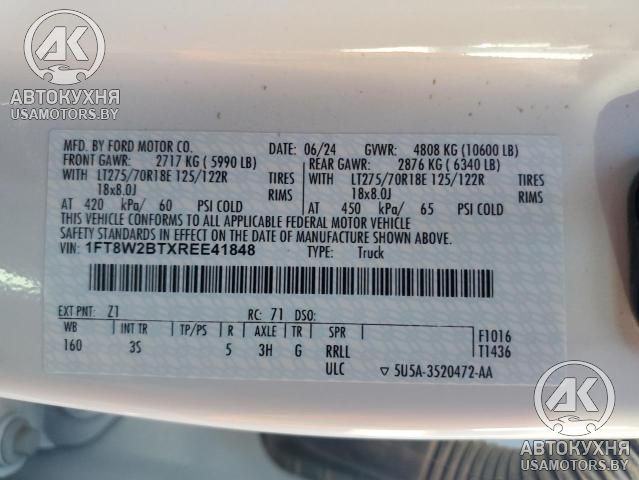 АК
АВТОКУХНЯ
USAMOTORS.BY
MFD. BY FORD MOTOR CO. DATE: 06/24 GVWR: 4808 KG (10600 LB)
FRONT GAWR: 2717 KG ( 5990 LB) REAR GAWR: 2876 KG ( 6340 LB)
WITH LT275/70R18E 125/122R TIRES WITH LT275/70R18E 125/122R TIRES
18x8.0J RIMS 18x8.0J RIMS
AT 420 kPa/ 60 PSI COLD AT 450 kPa/ 65 PSI COLD
THIS VEHICLE CONFORMS TO ALL APPLICABLE FEDERAL MOTOR VEHICLE
SAFETY STANDARDS IN EFFECT ON THE DATE OF MANUFACTURE SHOWN ABOVE.
VIN: 1FT8W2BTXREE41848 TYPE: Truck
EXT PNT: Z1 RC: 71 DSO:
WB INT TR TP/PS R AXLE TR SPR F1016
160 3S 5 3H G RRLL T1436
ULC ▽ 5U5A-3520472-AA
АК
АВТОКУХНЯ
USAMOTORS.BY